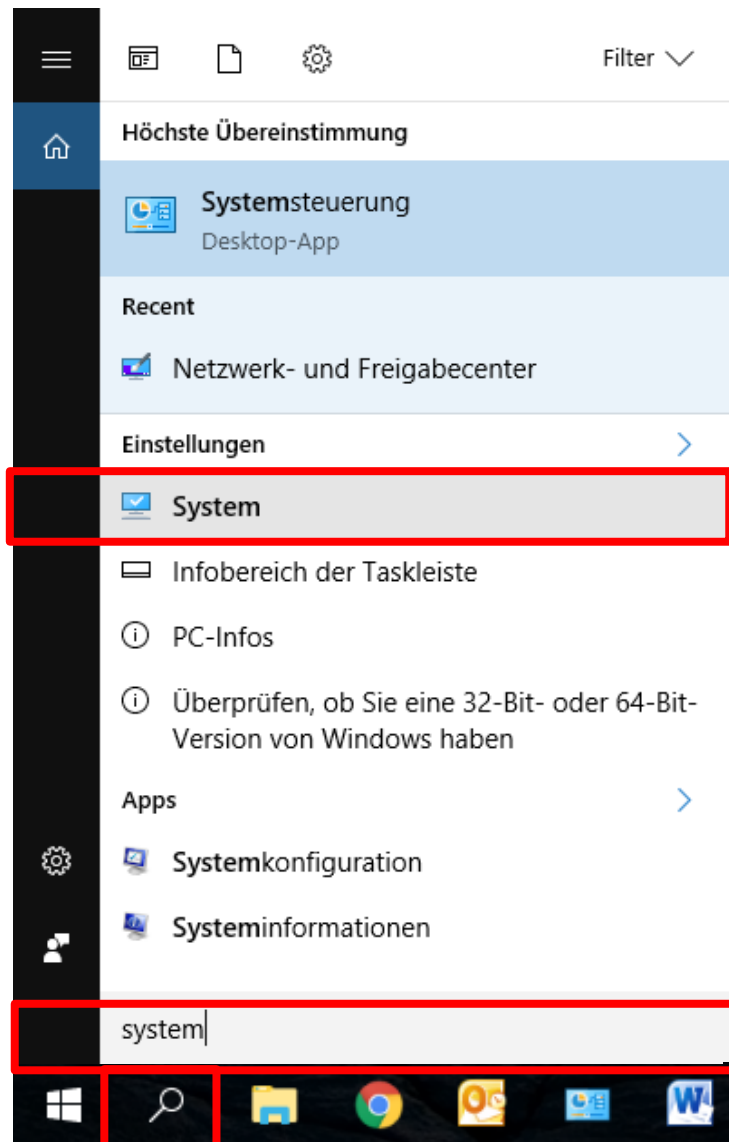 Filter
Höchste Übereinstimmung
Systemsteuerung
Desktop-App
Recent
Netzwerk- und Freigabecenter
Einstellungen
System
Infobereich der Taskleiste
PC-Infos
Überprüfen, ob Sie eine 32-Bit- oder 64-Bit-
Version von Windows haben
Apps
Systemkonfiguration
Systeminformationen
system